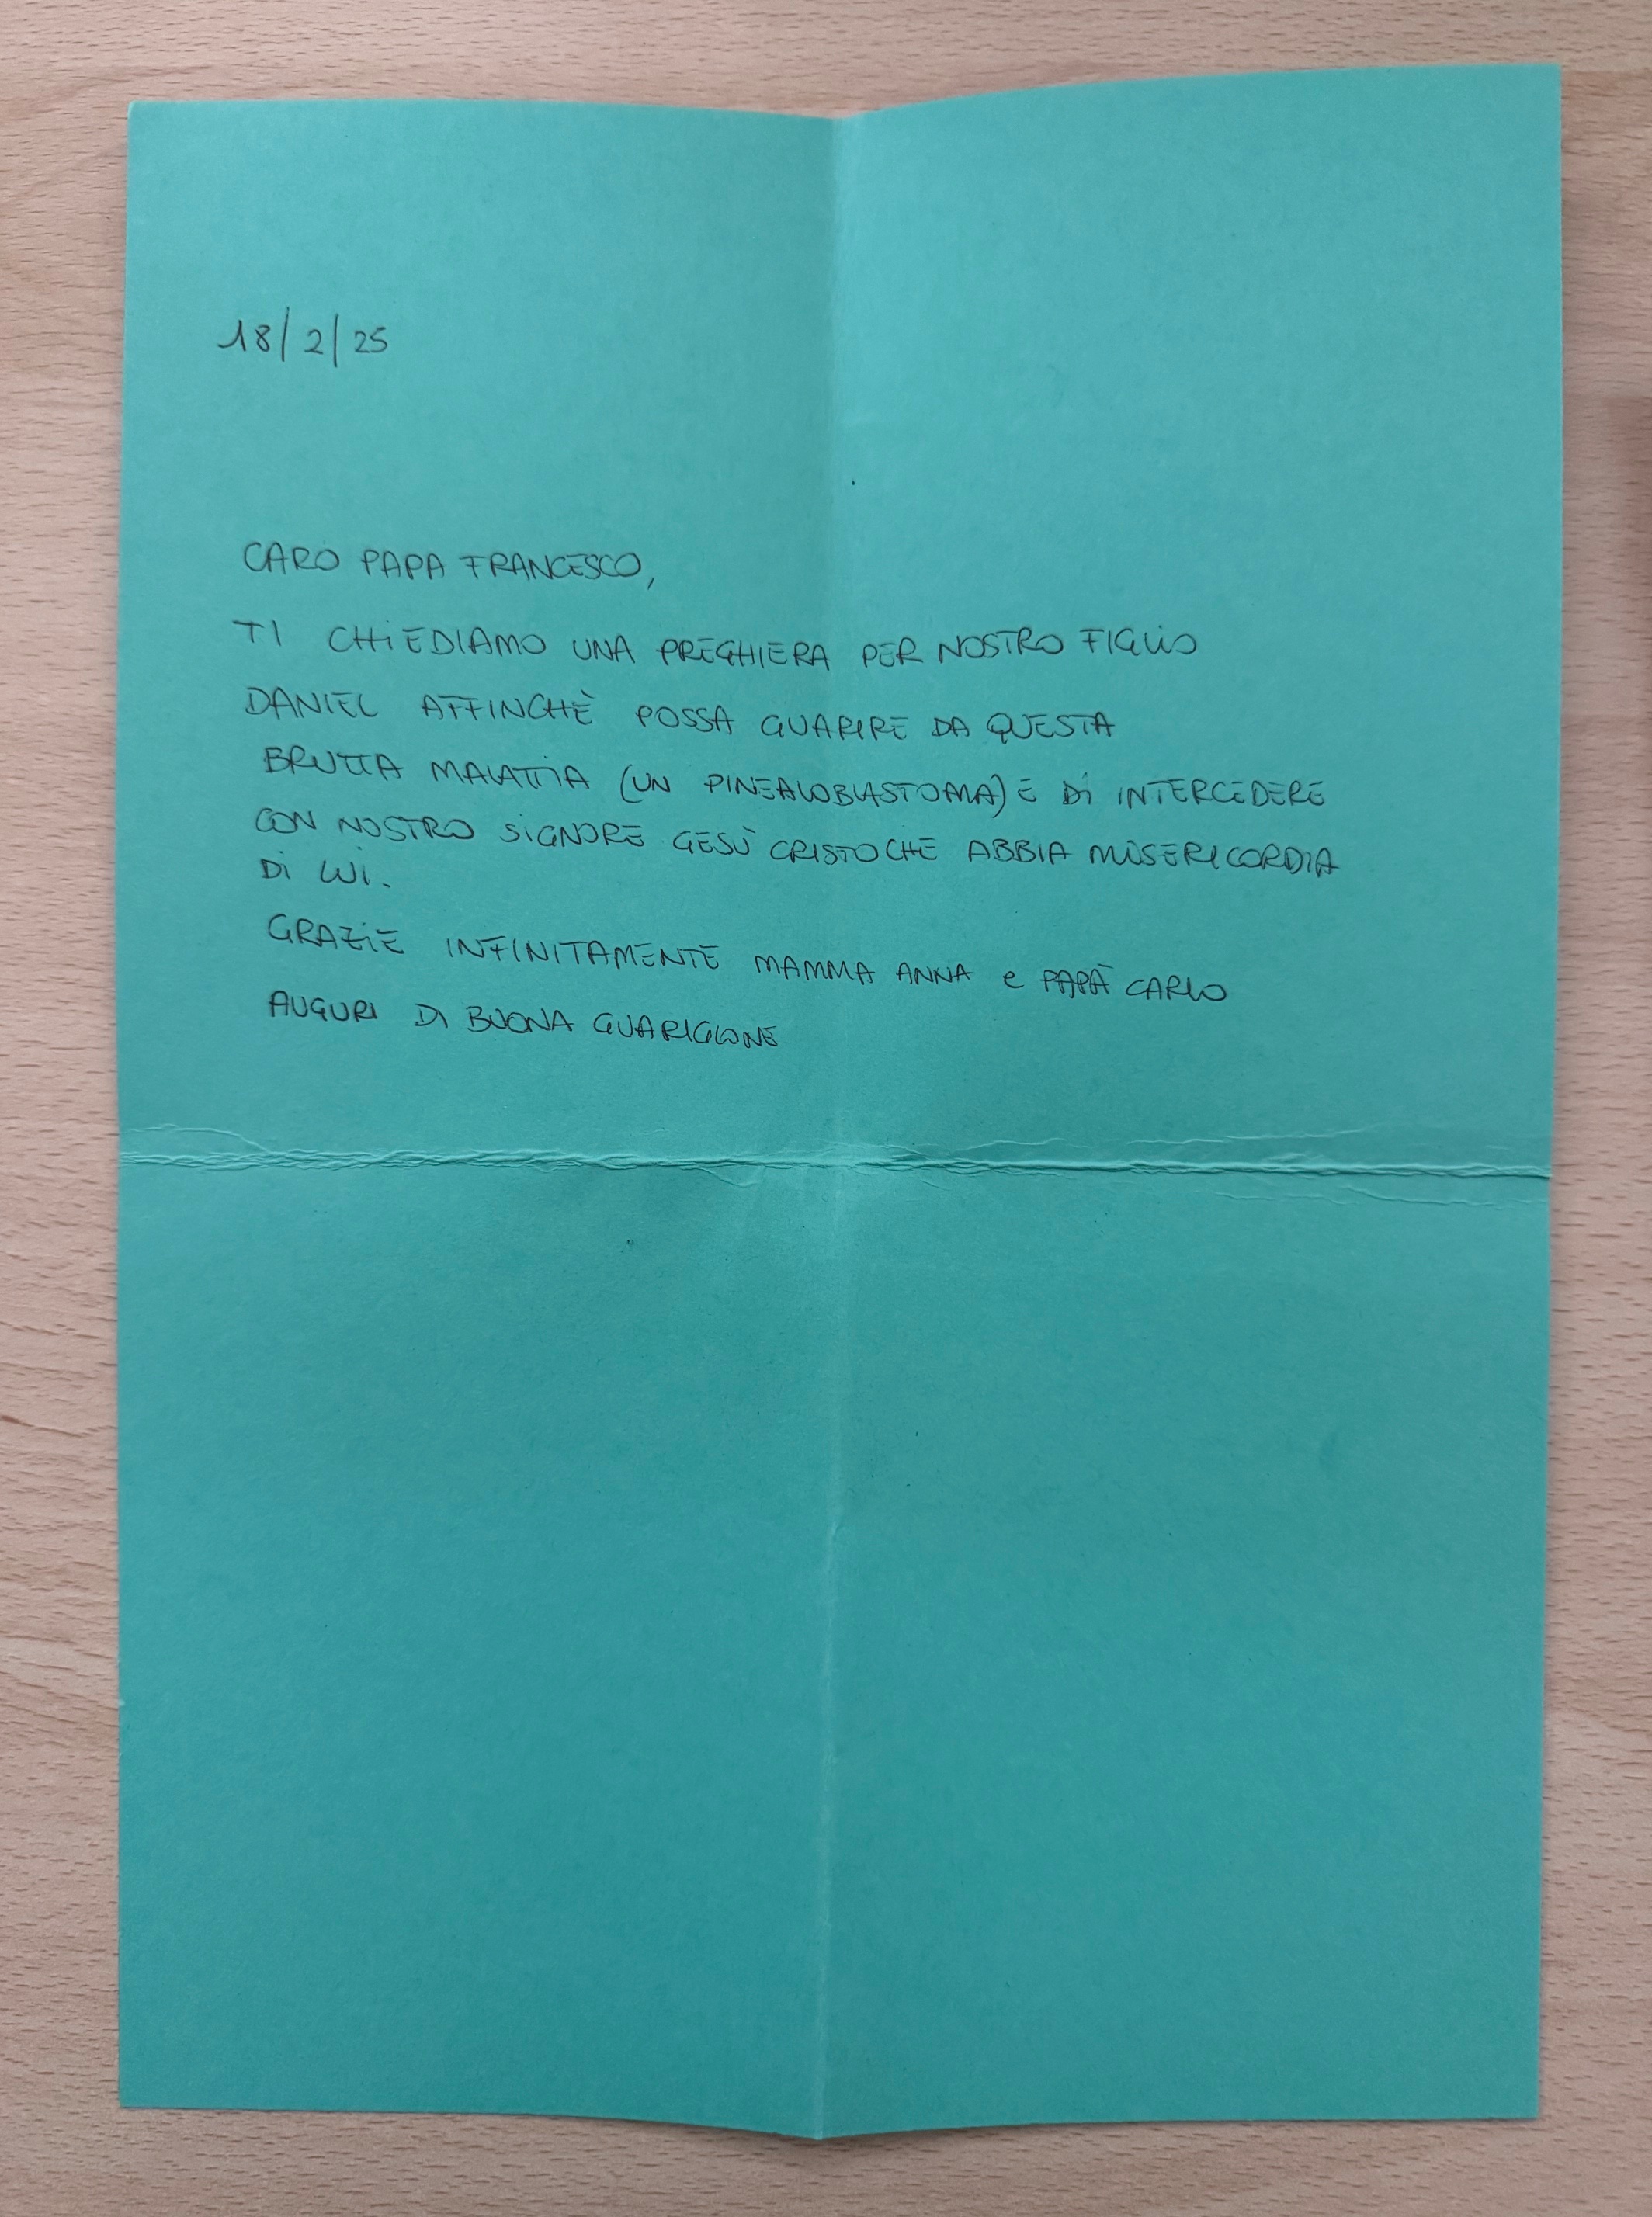 18/2/25
CARO PAPA FRANCESCO,
TI CHIEDIAMO UNA PREGHIERA PER NOSTRO FIGLIO
DANIEL AFFINCHÈ POSSA GUARIRE DA QUESTA
BRUTTA MALATTIA (UN PINEALOBLASTOMA) E DI INTERCEDERE
CON NOSTRO SIGNORE GESÙ CRISTO CHE ABBIA MISERICORDIA
DI LUI.
GRAZIE INFINITAMENTE MAMMA ANNA e PAPÀ CARLO
AUGURI DI BUONA GUARIGIONE